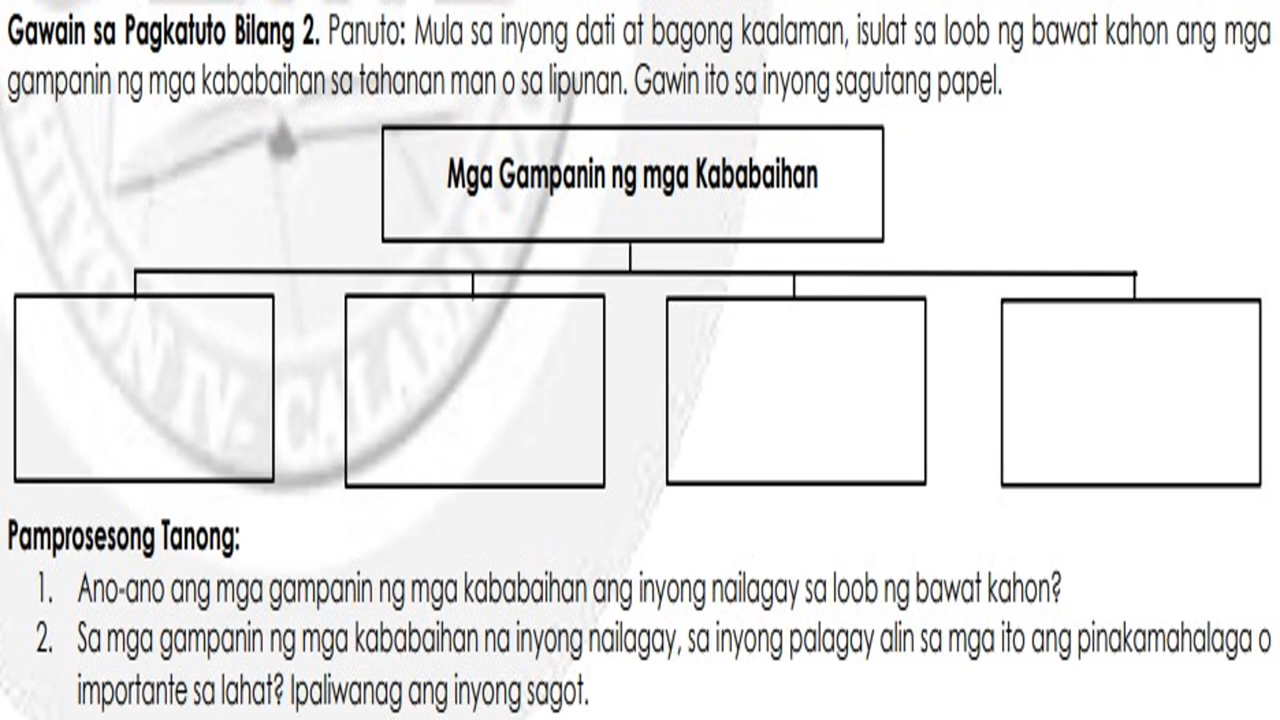 Gawain sa Pagkatuto Bilang 2. Panuto: Mula sa inyong dati at bagong kaalaman, isulat sa loob ng bawat kahon ang mga
gampanin ng mga kababaihan sa tahanan man o sa lipunan. Gawin ito sa inyong sagutang papel.
Mga Gampanin ng mga Kababaihan
Pamprosesong Tanong:
1. Ano-ano ang mga gampanin ng mga kababaihan ang inyong nailagay sa loob ng bawat kahon?
2. Sa mga gampanin ng mga kababaihan na inyong nailagay, sa inyong palagay alin sa mga ito ang pinakamahalaga o
importante sa lahat? Ipaliwanag ang inyong sagot.